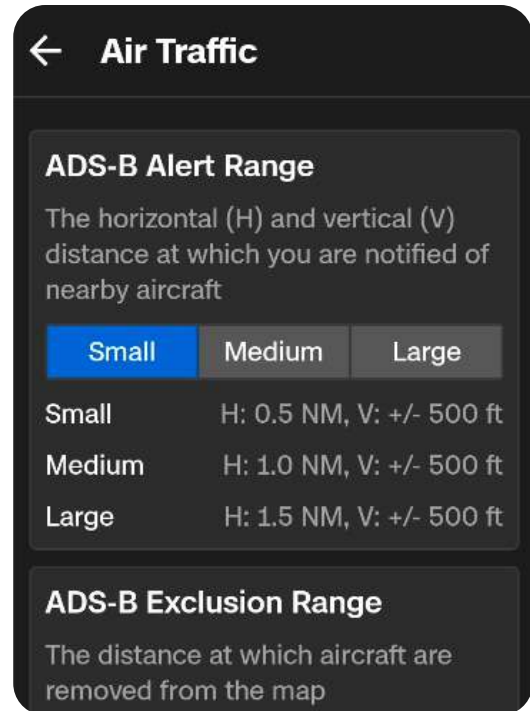 Air Traffic
ADS-B Alert Range
The horizontal (H) and vertical (V)
distance at which you are notified of
nearby aircraft
Small Medium Large
Small H: 0.5 NM, V: +/- 500 ft
Medium H: 1.0 NM, V: +/- 500 ft
Large H: 1.5 NM, V: +/- 500 ft
ADS-B Exclusion Range
The distance at which aircraft are
removed from the map